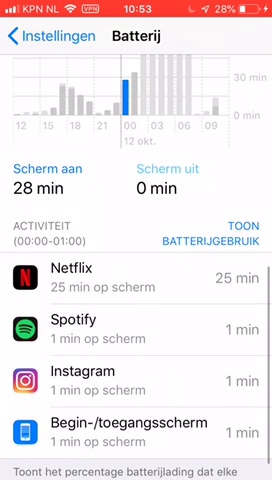 KPN NL VPN 10:53 28%
Instellingen Batterij
30 min
0 min
12 15 18 21 00 03 06 09
12 okt.
Scherm aan Scherm uit
28 min 0 min
ACTIVITEIT TOON
(00:00-01:00) BATTERIJGEBRUIK
Netflix
25 min op scherm 25 min
Spotify
1 min op scherm 1 min
Instagram
1 min op scherm 1 min
Begin-/toegangsscherm
1 min op scherm 1 min
Toont het percentage batterijlading dat elke